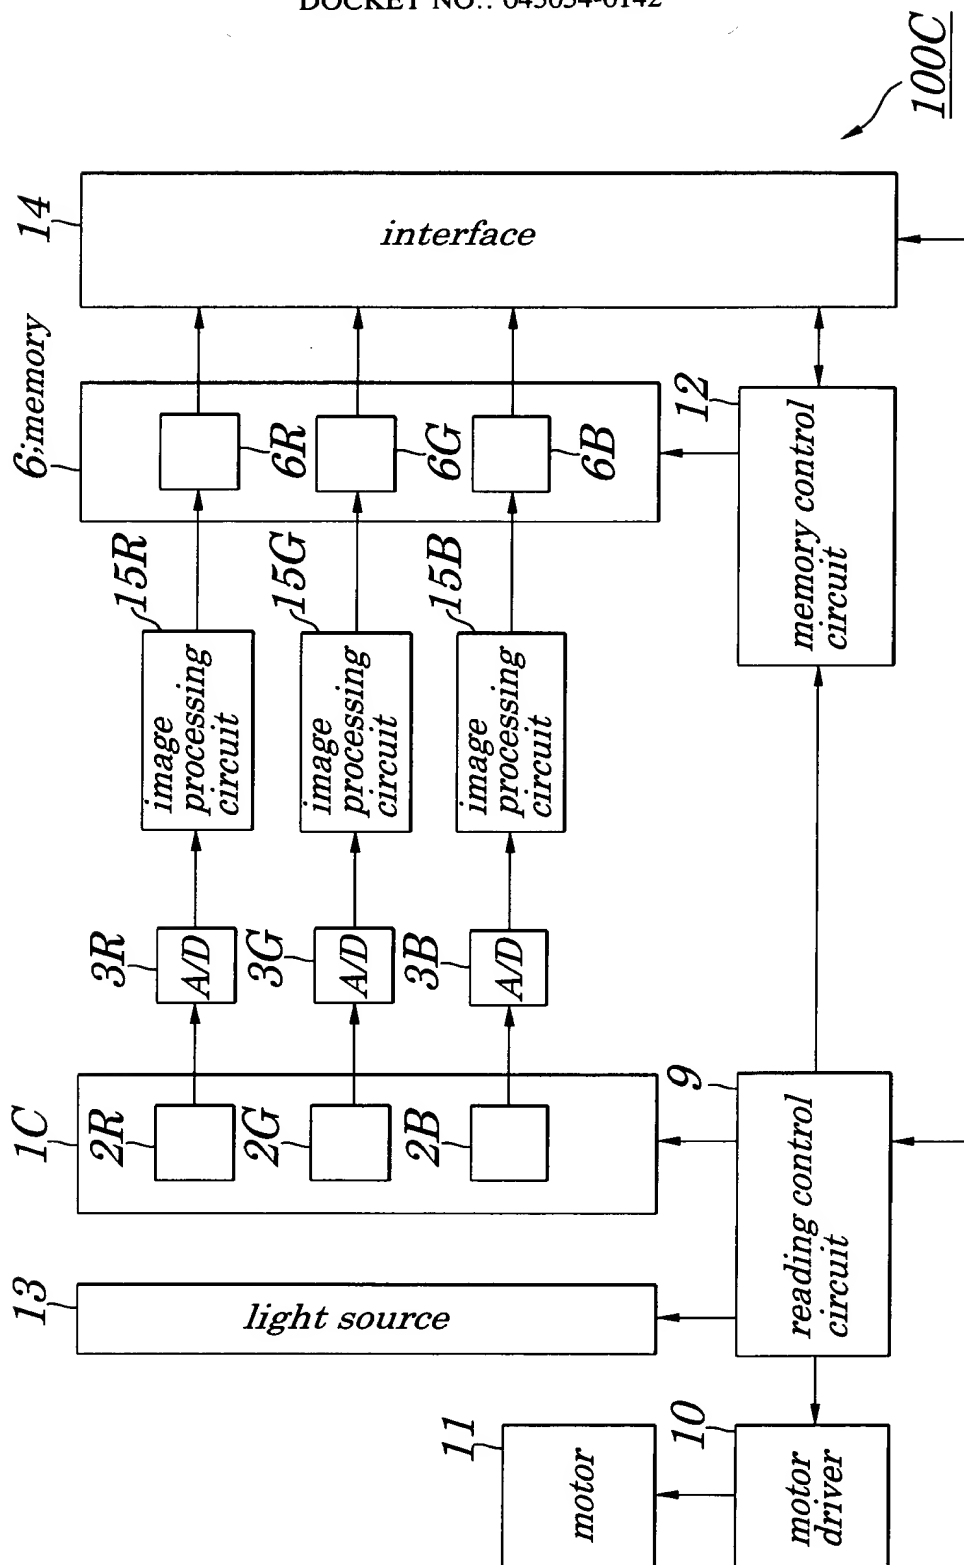 DOCKET NO.:
100C
13
1C
6;memory
14
2R
3R
15R
A/D
image
processing
circuit
6R
2G
3G
15G
A/D
image
processing
circuit
6G
2B
3B
15B
A/D
image
processing
circuit
6B
light source
interface
11
motor
10
motor
driver
9
reading control
circuit
12
memory control
circuit